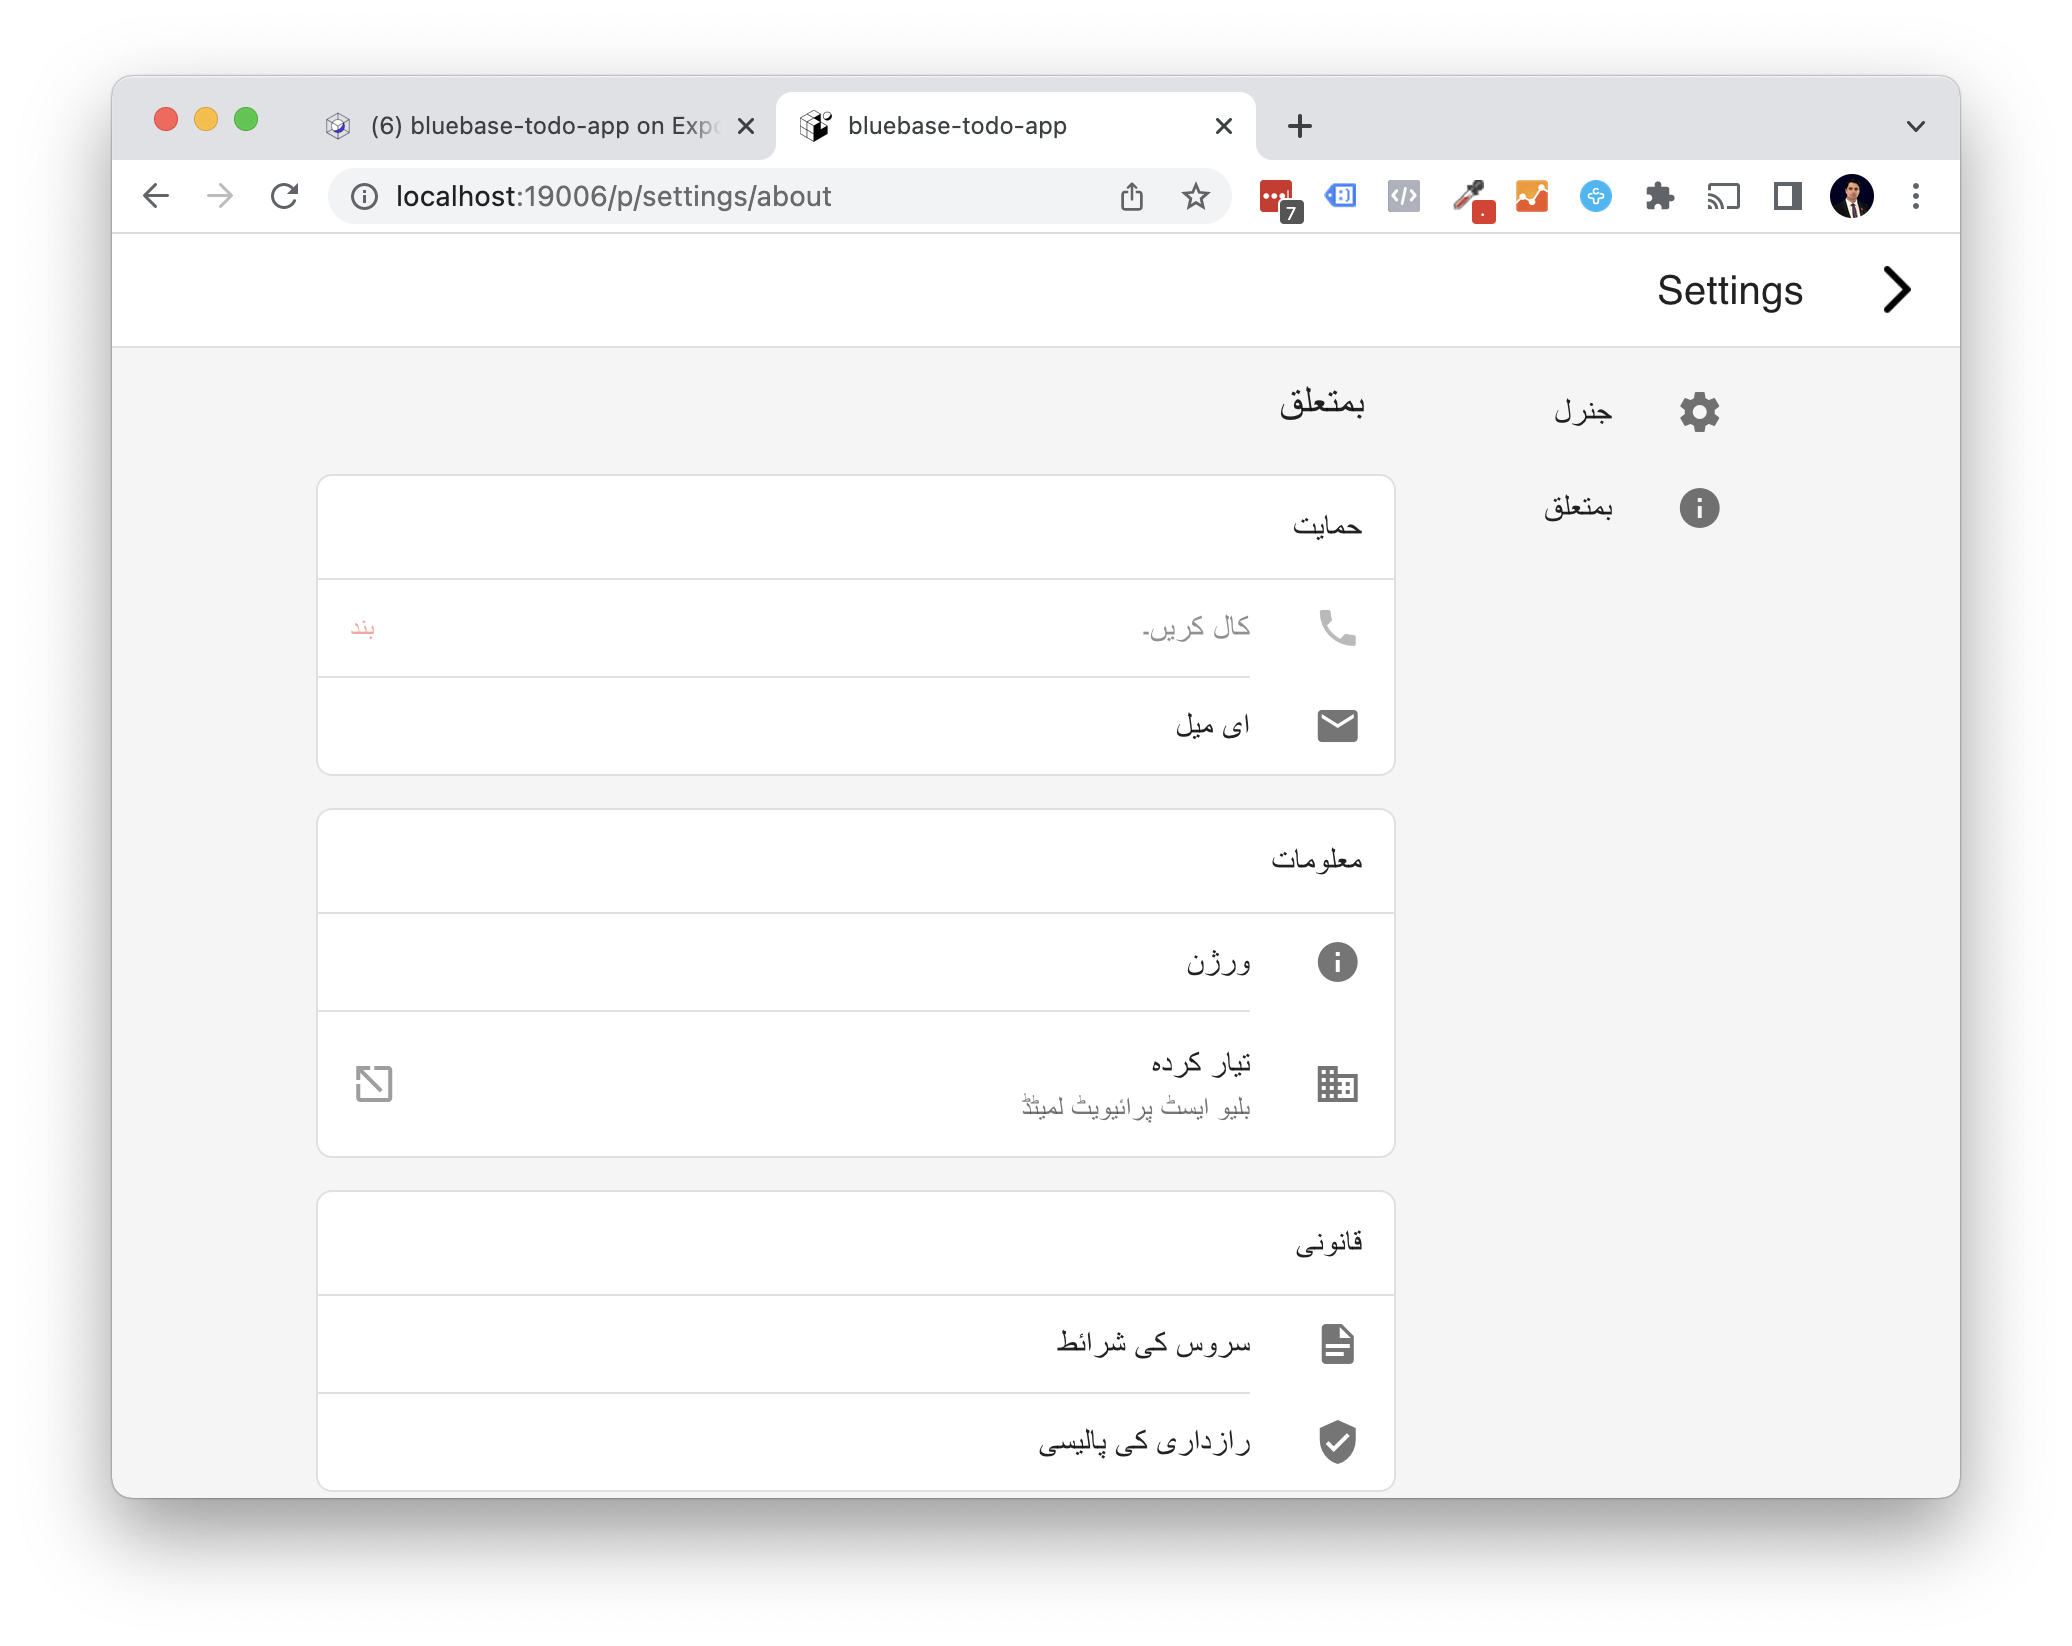 (6) bluebase-todo-app on Expo
bluebase-todo-app
localhost:19006/p/settings/about
7
Settings
جنرل
بمتعلق
بمتعلق
حمایت
کال کریں۔
بند
ای میل
معلومات
ورژن
تیار کردہ
بلیو ایسٹ پرائیویٹ لمیٹڈ
قانونی
سروس کی شرائط
رازداری کی پالیسی